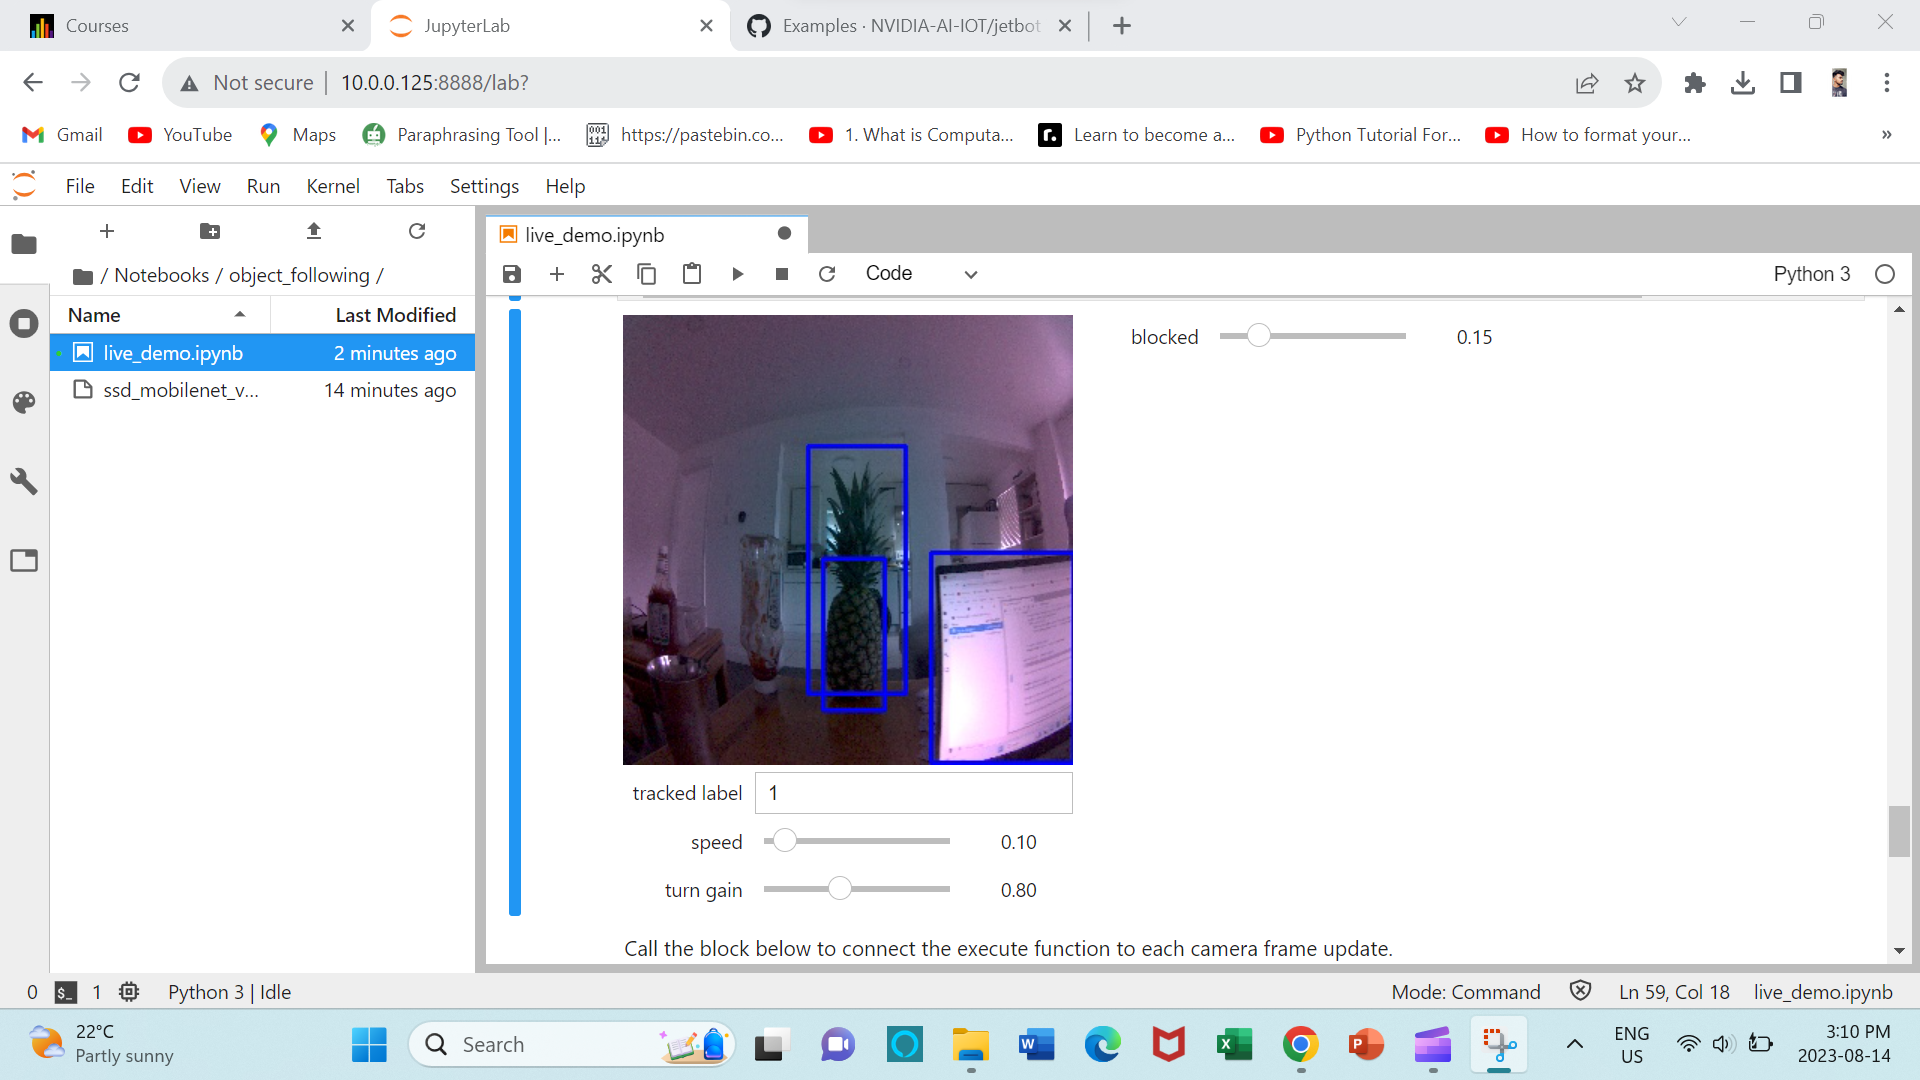 Courses
JupyterLab
Examples · NVIDIA-AI-IOT/jetbot
Not secure | 10.0.0.125:8888/lab?
Gmail
YouTube
Maps
Paraphrasing Tool |...
https://pastebin.co...
1. What is Computa...
Learn to become a...
Python Tutorial For...
How to format your...
»
File Edit View Run Kernel Tabs Settings Help
live_demo.ipynb
/ Notebooks / object_following /
Code
Python 3
Name Last Modified
live_demo.ipynb 2 minutes ago
ssd_mobilenet_v... 14 minutes ago
blocked 0.15
tracked label 1
speed 0.10
turn gain 0.80
Call the block below to connect the execute function to each camera frame update.
0 $_ 1 Python 3 | Idle
Mode: Command Ln 59, Col 18 live_demo.ipynb
22°C
Partly sunny
Search
ENG
US
3:10 PM
2023-08-14